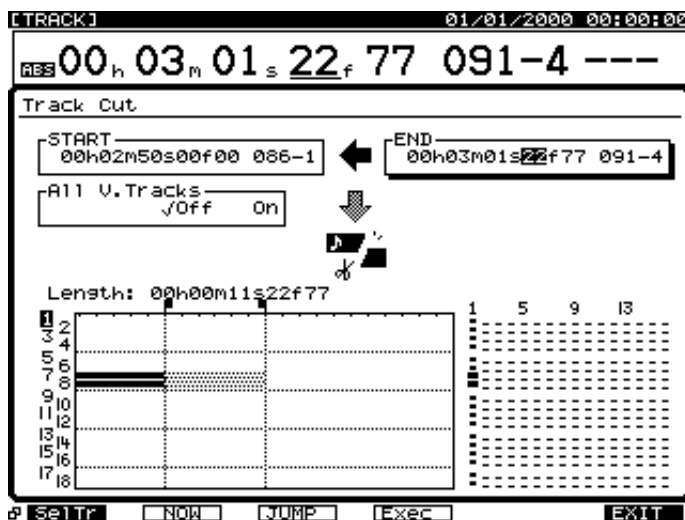 [TRACK] 01/01/2000 00:00:00
ABS 00h 03m 01s 22f 77 091-4 ---
Track Cut
START
00h02m50s00f00 086-1
END
00h03m01s22f77 091-4
All V.Tracks
√Off On
Length: 00h00m11s22f77
1 5 9 13
1
2
3
4
5
6
7
8
9
10
11
12
13
14
15
16
17
18
SelTr NOW JUMP Exec EXIT